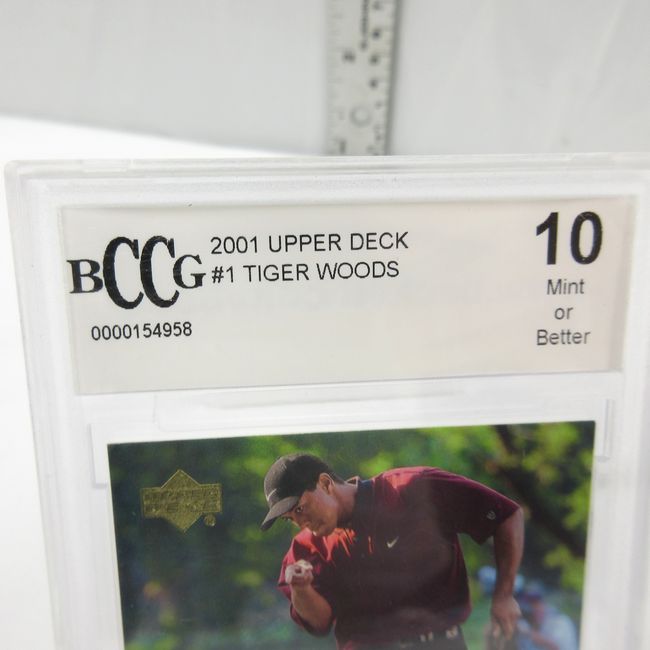 BCCG
2001 UPPER DECK
#1 TIGER WOODS
0000154958
10
Mint
or
Better
UPPER
DECK
®